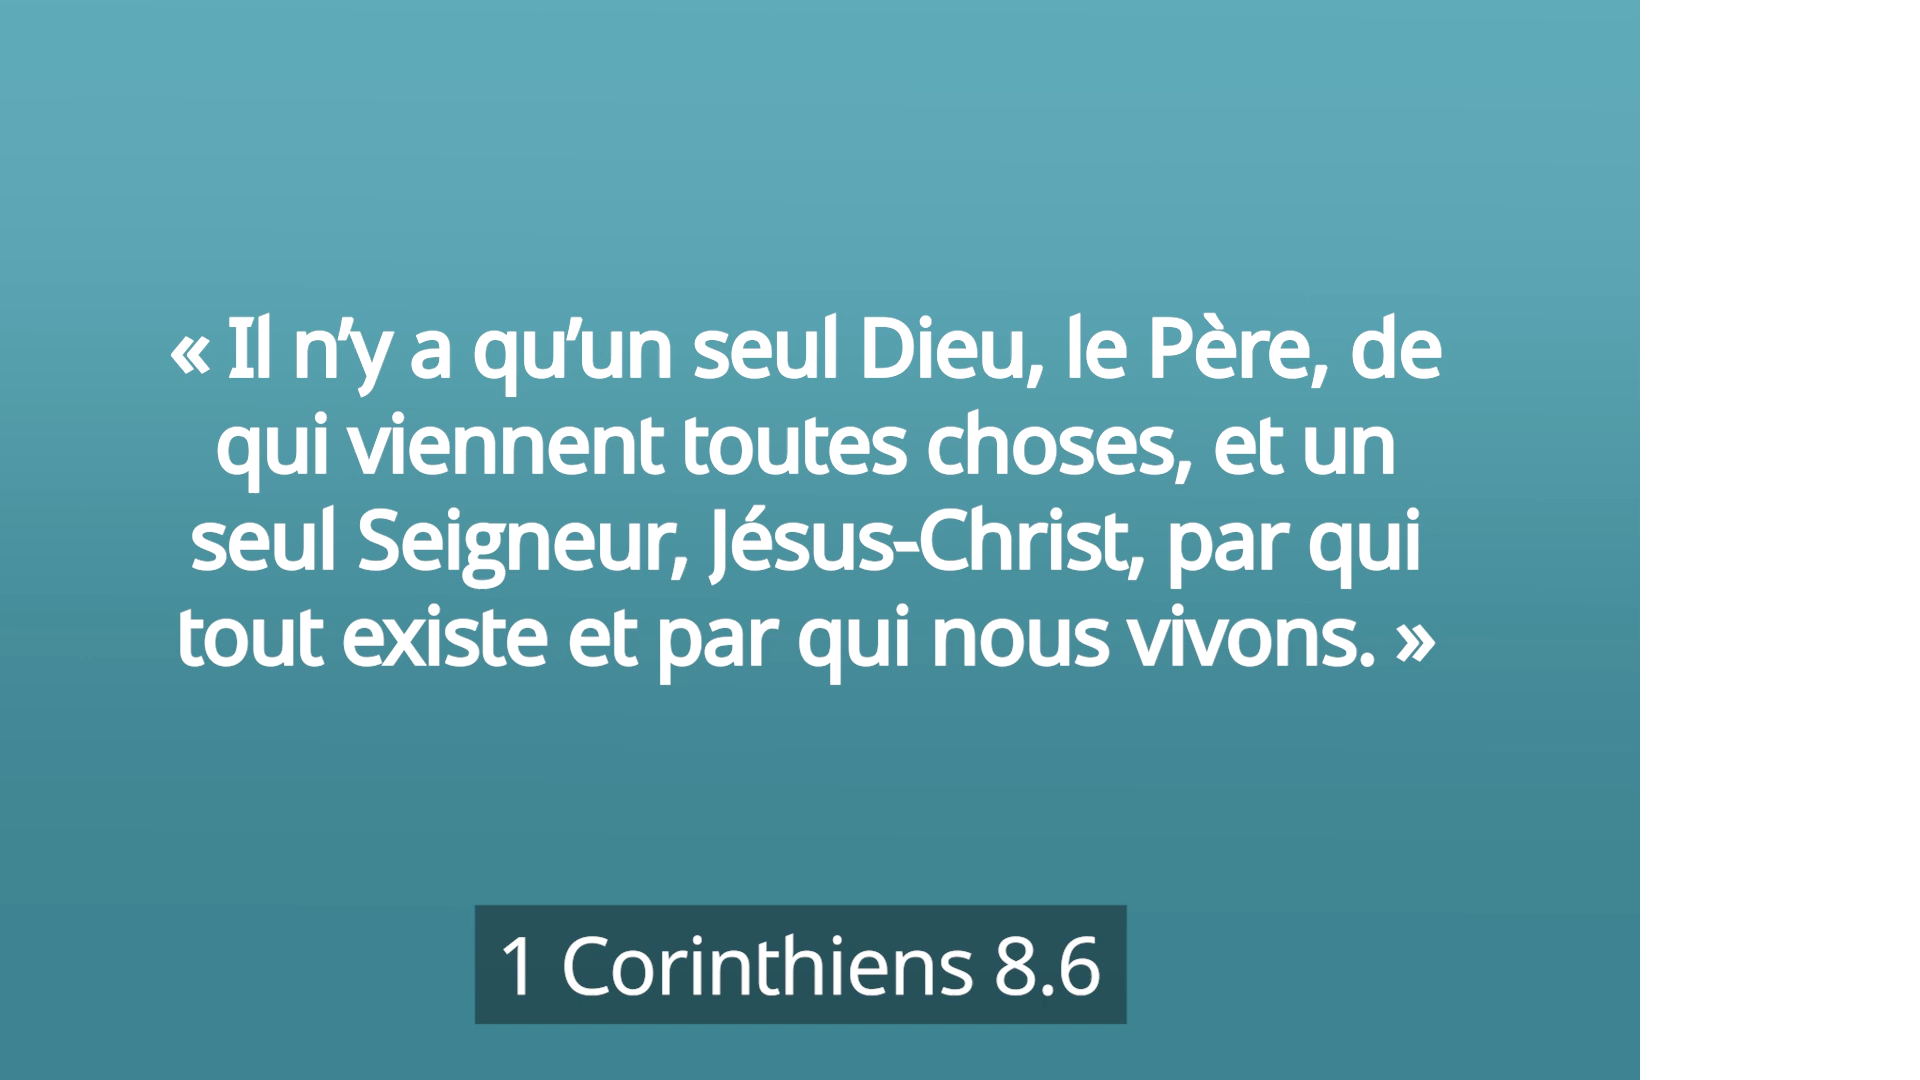 « Il n’y a qu’un seul Dieu, le Père, de
qui viennent toutes choses, et un
seul Seigneur, Jésus-Christ, par qui
tout existe et par qui nous vivons. »
1 Corinthiens 8.6